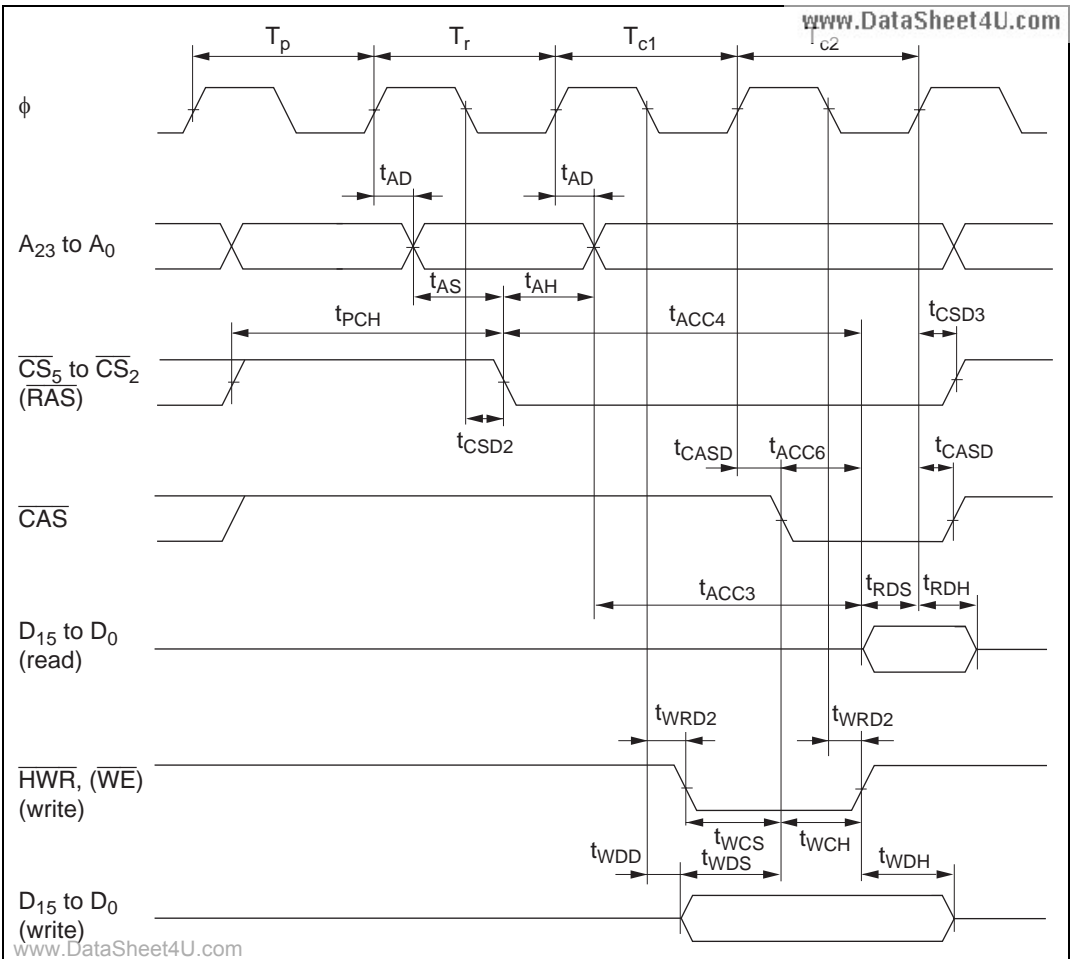 www.DataSheet4U.com
Tp Tr Tc1 Tc2
φ
tAD tAD
A23 to A0
tAS tAH
tPCH tACC4 tCSD3
CS5 to CS2
(RAS)
tCSD2
tCASD tACC6 tCASD
CAS
tACC3 tRDS tRDH
D15 to D0
(read)
tWRD2 tWRD2
HWR, (WE)
(write)
tWCS tWCH
tWDD tWDS tWDH
D15 to D0
(write)
www.DataSheet4U.com